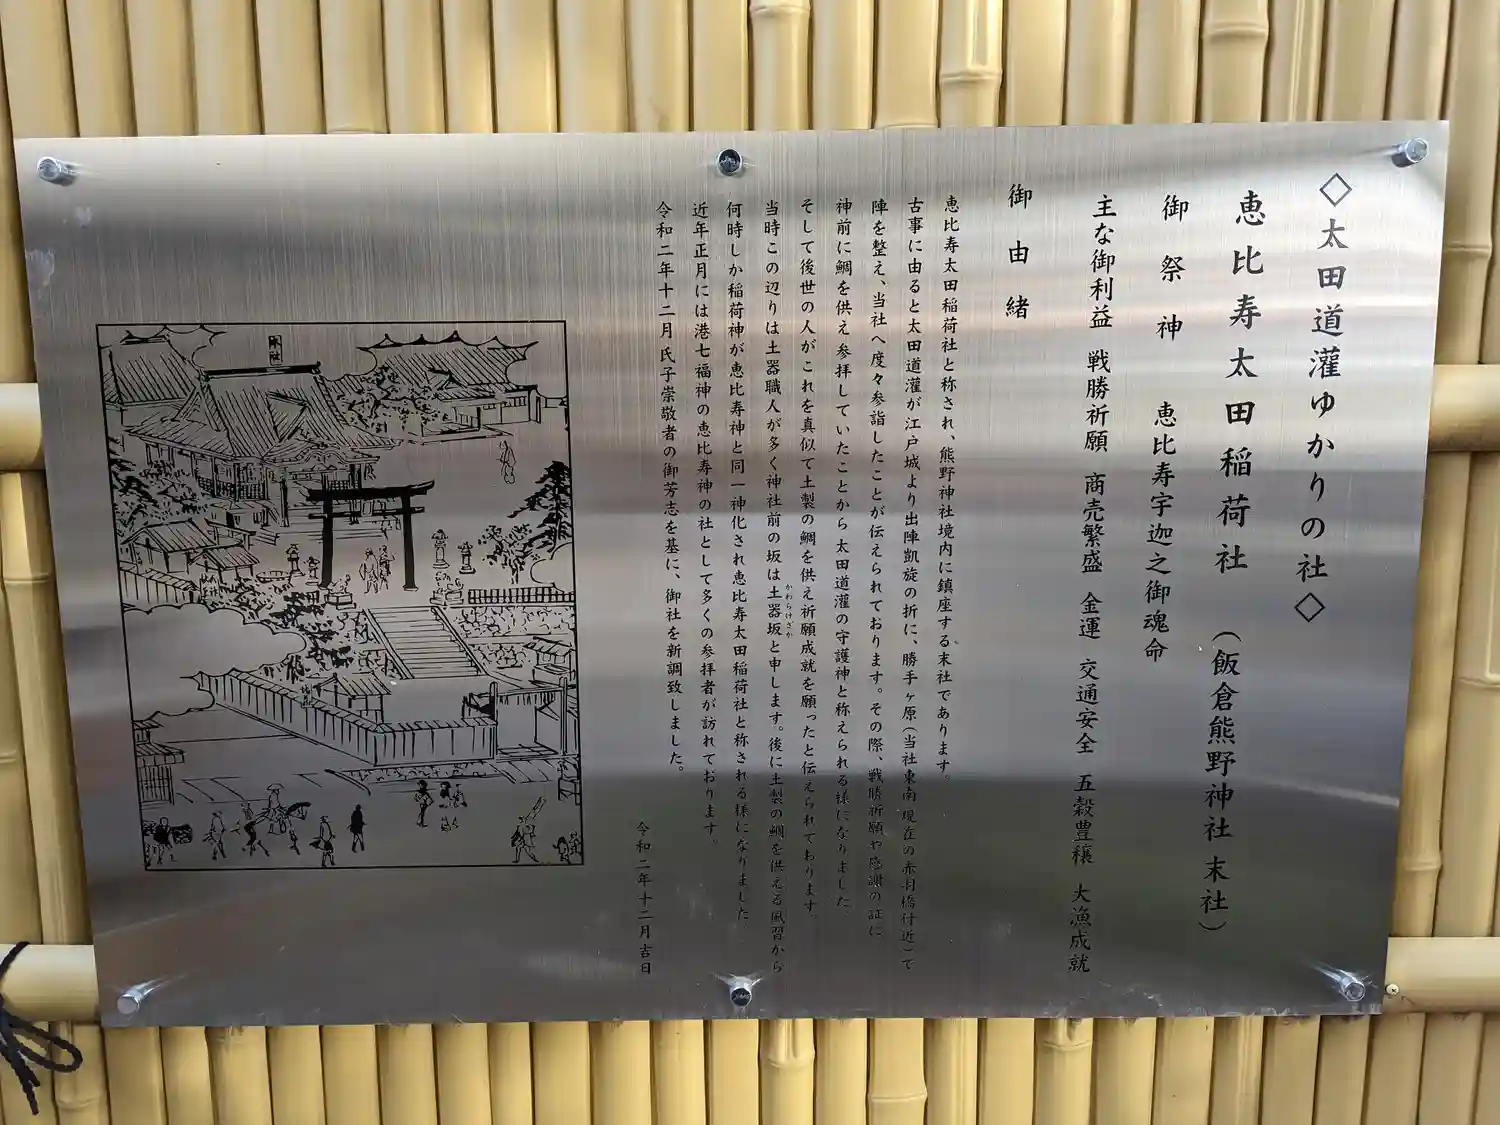 ◇太田道灌ゆかりの社◇
恵比寿太田稲荷社（飯倉熊野神社 末社）
御祭神 恵比寿宇迦之御魂命
主な御利益 戦勝祈願 商売繁盛 金運 交通安全 五穀豊穣 大漁成就
御由緒
恵比寿太田稲荷社と称され、熊野神社境内に鎮座する、末社であります。
古事に由ると太田道灌が江戸城より出陣凱旋の折に、勝手ヶ原（当社東南現在の赤羽橋付近）で
陣を整え、当社へ度々参詣したことが伝えられております。その際、戦勝祈願や感謝の証に
神前に鯛を供え参拝していたことから太田道灌の守護神と称えられる様になりました。
そして後世の人がこれを真似て土製の鯛を供え祈願成就を願ったと伝えられております。
当時この辺りは土器職人が多く神社前の坂は土器坂と申します。後に土製の鯛を供える風習から
かわらけざか
何時しか稲荷神が恵比寿神と同一神化され恵比寿太田稲荷社と称される様になりました。
近年正月には港七福神の恵比寿神の社として多くの参拝者が訪れております。
令和二年十二月氏子崇敬者の御芳志を基に、御社を新調致しました。
令和二年十二月吉日
本社